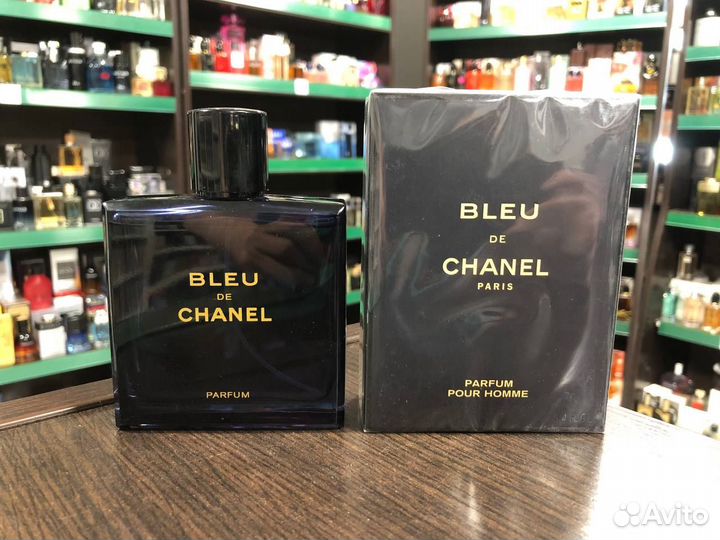 BLEU
DE
CHANEL
PARFUM
BLEU
DE
CHANEL
PARIS
PARFUM
POUR HOMME
Avito